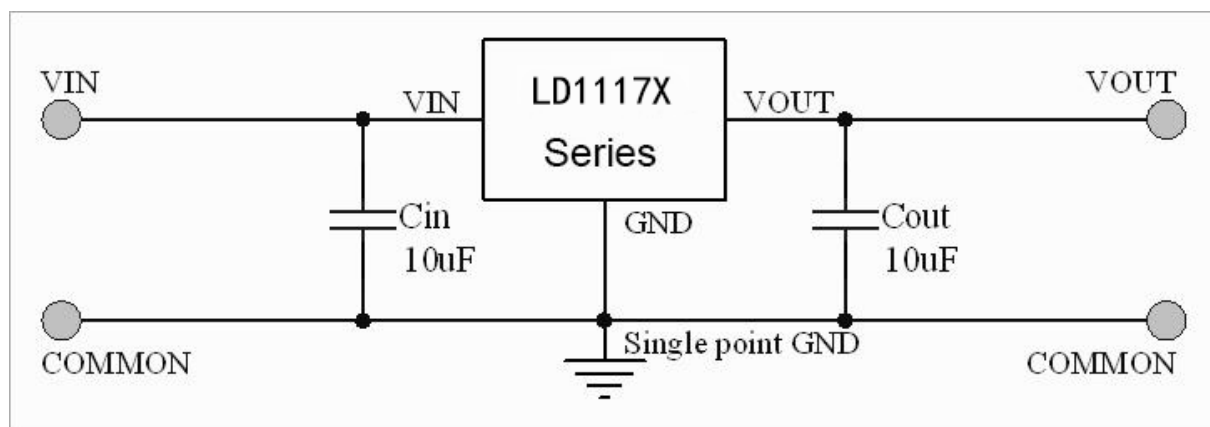 VIN
VIN
LD1117X
Series
VOUT
VOUT
GND
Cin
10uF
Cout
10uF
COMMON
Single point GND
COMMON